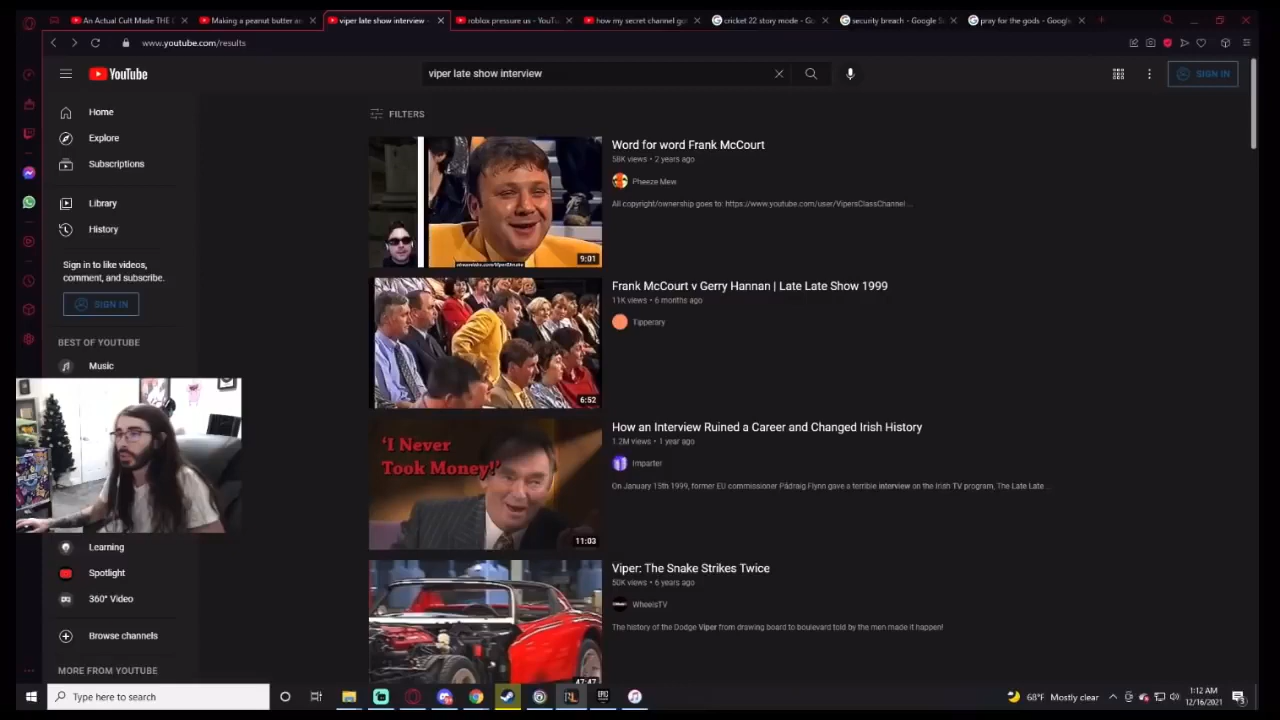 An Actual Cult Made THE
Making a peanut butter
viper late show interview -
roblox pressure us - YouTu
how my secret channel go
cricket 22 story mode - Goo
security breach - Google S
pray for the gods - Google
www.youtube.com/results
YouTube
viper late show interview
SIGN IN
Home
FILTERS
Explore
Subscriptions
Library
History
Sign in to like videos,
comment, and subscribe.
SIGN IN
BEST OF YOUTUBE
Music
Learning
Spotlight
360° Video
Browse channels
MORE FROM YOUTUBE
Word for word Frank McCourt
58K views • 2 years ago
Pheeze Mew
All copyright/ownership goes to: https://www.youtube.com/user/VipersClassChannel ...
9:01
Frank McCourt v Gerry Hannan | Late Late Show 1999
11K views • 6 months ago
Tipperary
6:52
'I Never
Took Money!'
11:03
How an Interview Ruined a Career and Changed Irish History
1.2M views • 1 year ago
Imparter
On January 15th 1999, former EU commissioner Pádraig Flynn gave a terrible interview on the Irish TV program, The Late Late ...
Viper: The Snake Strikes Twice
50K views • 6 years ago
WheelsTV
The history of the Dodge Viper from drawing board to boulevard told by the men made it happen!
47:47
Type here to search
68°F Mostly clear
1:12 AM
12/16/2021